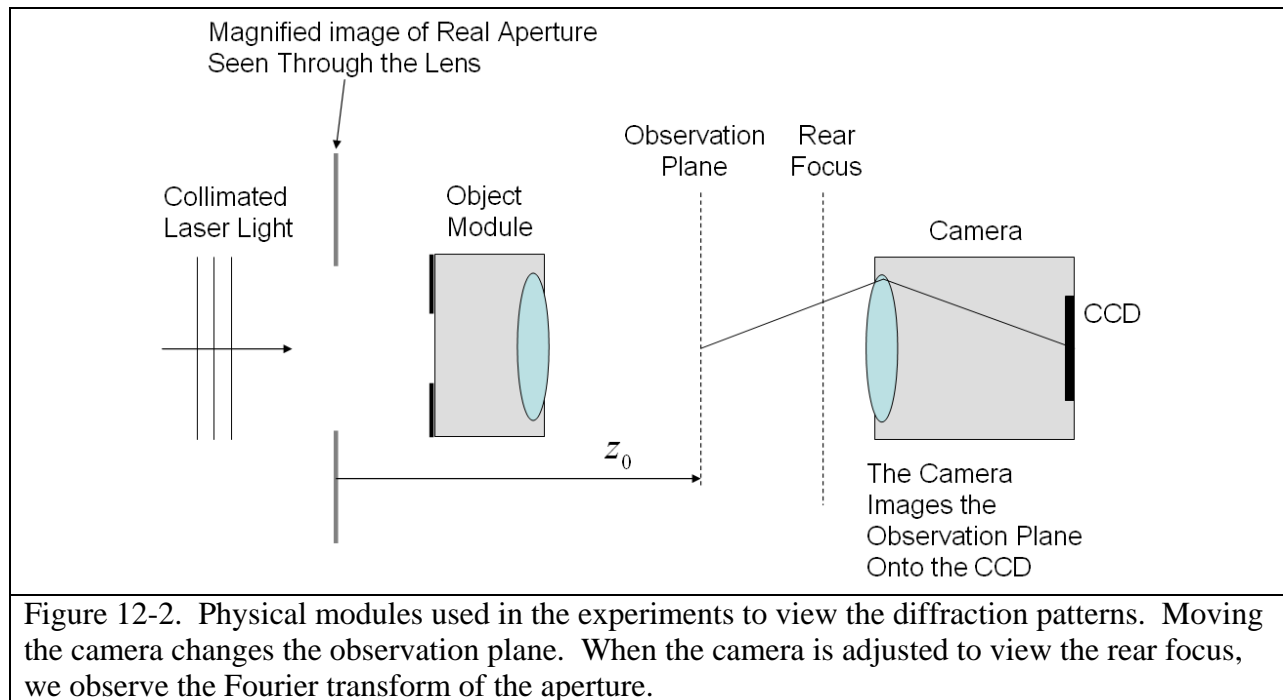 Magnified image of Real Aperture
Seen Through the Lens
Observation
Plane
Rear
Focus
Collimated
Laser Light
Object
Module
Camera
CCD
z₀
The Camera
Images the
Observation Plane
Onto the CCD
Figure 12-2.  Physical modules used in the experiments to view the diffraction patterns.  Moving
the camera changes the observation plane.  When the camera is adjusted to view the rear focus,
we observe the Fourier transform of the aperture.